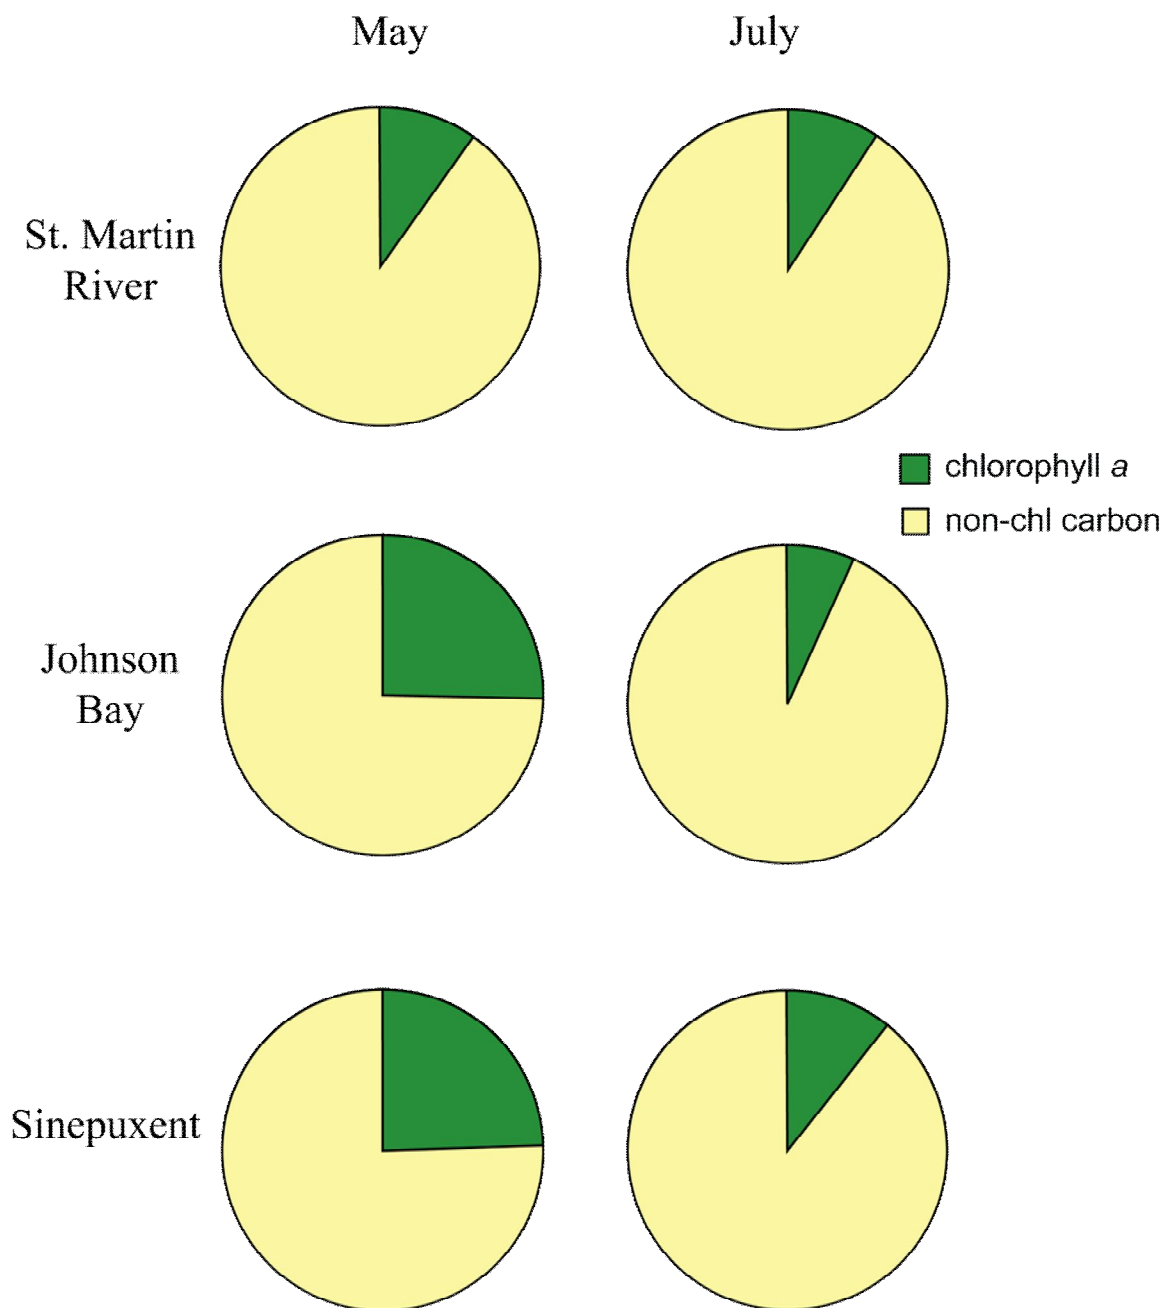 May
July
St. Martin
River
chlorophyll a
non-chl carbon
Johnson
Bay
Sinepuxent